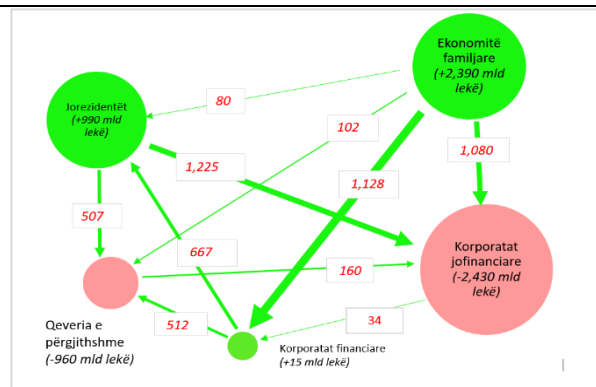 Ekonomitë
familjare
(+2,390 mld
lekë)
Jorezidentët
(+990 mld
lekë)
80
102
1,080
1,225
1,128
507
667
Korporatat
jofinanciare
(-2,430 mld
lekë)
160
512
34
Qeveria e
përgjithshme
(-960 mld lekë)
Korporatat financiare
(+15 mld lekë)